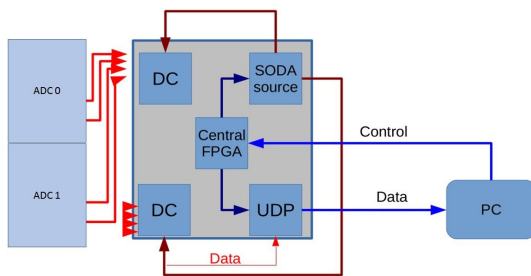 ADC 0
DC
SODA
source
Central
FPGA
Control
ADC 1
DC
UDP
Data
PC
Data